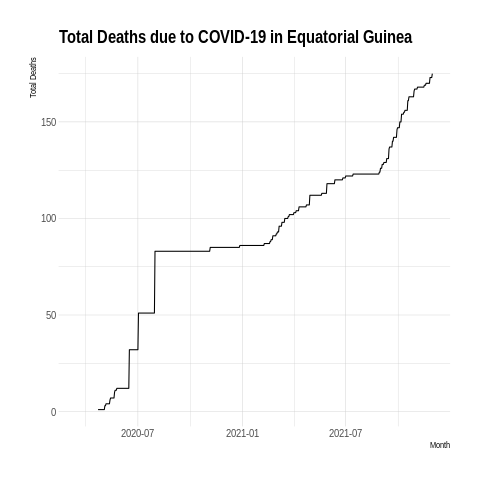 Total Deaths due to COVID-19 in Equatorial Guinea
Total Deaths
150
100
50
0
2020-07 2021-01 2021-07
Month